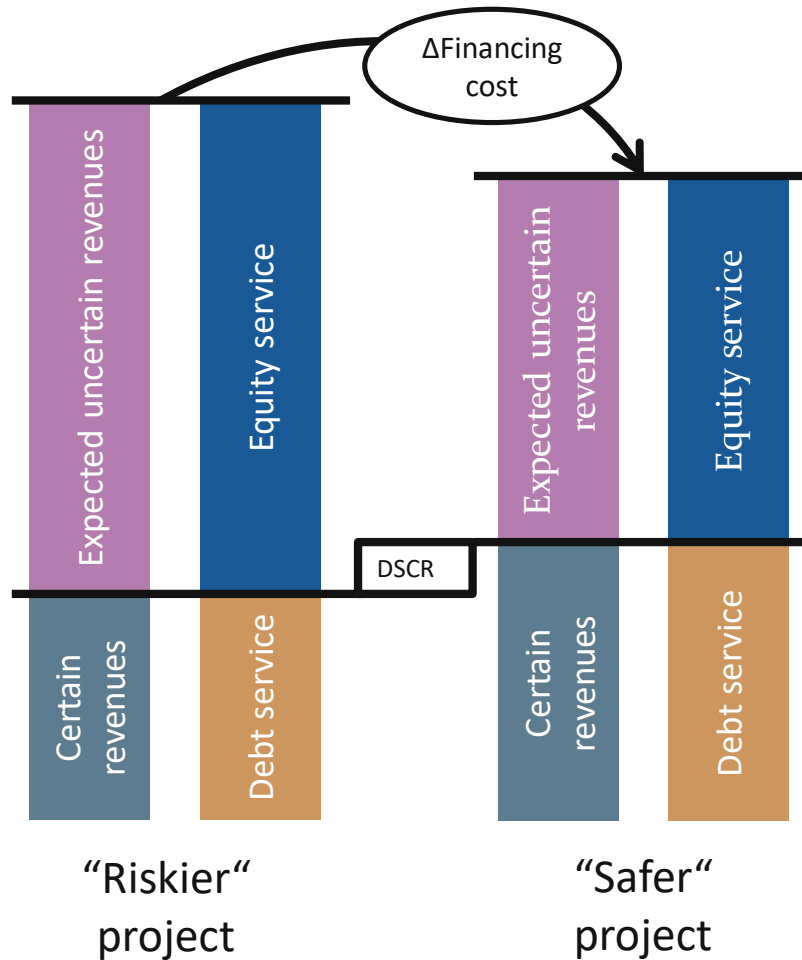 ΔFinancing
cost
Expected uncertain revenues
Equity service
Expected uncertain
revenues
Equity service
DSCR
Certain
revenues
Debt service
Certain
revenues
Debt service
“Riskier“
project
“Safer“
project